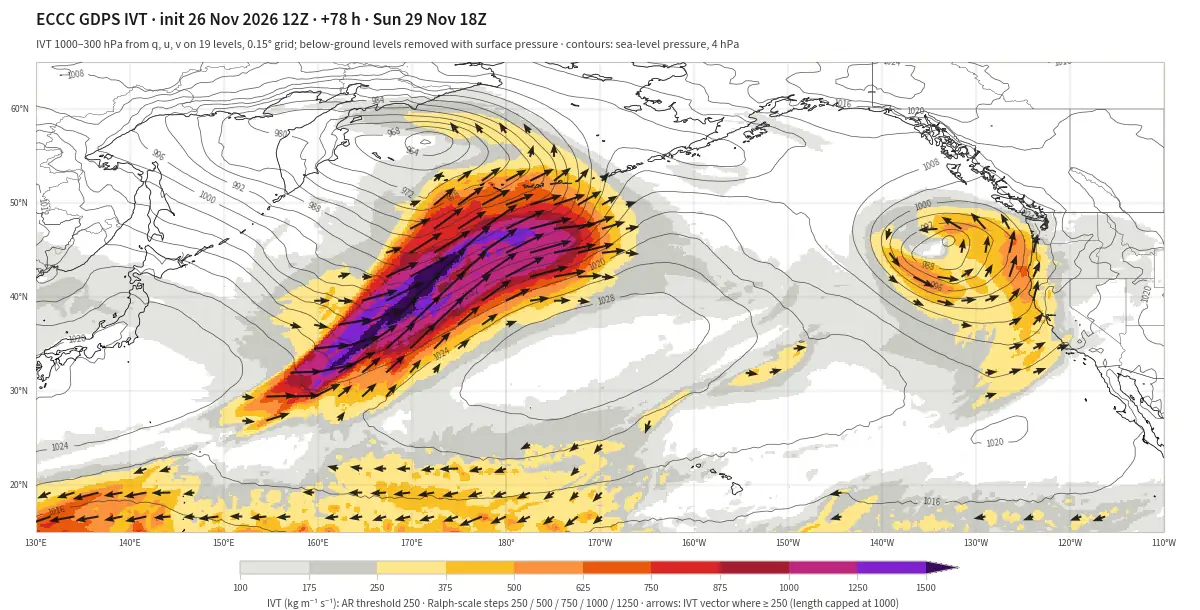 ECCC GDPS IVT · init 26 Nov 2026 12Z · +78 h · Sun 29 Nov 18Z
IVT 1000–300 hPa from q, u, v on 19 levels, 0.15° grid; below-ground levels removed with surface pressure · contours: sea-level pressure, 4 hPa
1008
984
1016
1020
60°N
980
968
964
996
1008
972
992
1000
988
1000
50°N
1020
988
996
40°N
1028
1020
1024
30°N
1024
1020
20°N
1016
1016
130°E 140°E 150°E 160°E 170°E 180° 170°W 160°W 150°W 140°W 130°W 120°W 110°W
100 175 250 375 500 625 750 875 1000 1250 1500
IVT (kg m⁻¹ s⁻¹): AR threshold 250 · Ralph-scale steps 250 / 500 / 750 / 1000 / 1250 · arrows: IVT vector where ≥ 250 (length capped at 1000)